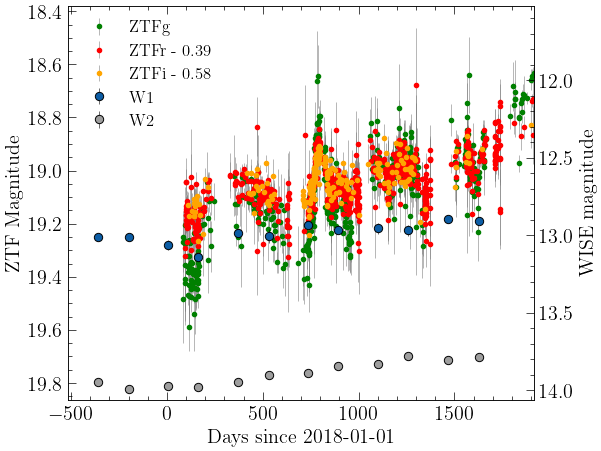 18.4
18.6
18.8
19.0
19.2
19.4
19.6
19.8
ZTF Magnitude
ZTFg
ZTFr - 0.39
ZTFi - 0.58
W1
W2
12.0
12.5
13.0
13.5
14.0
WISE magnitude
−500 0 500 1000 1500
Days since 2018-01-01